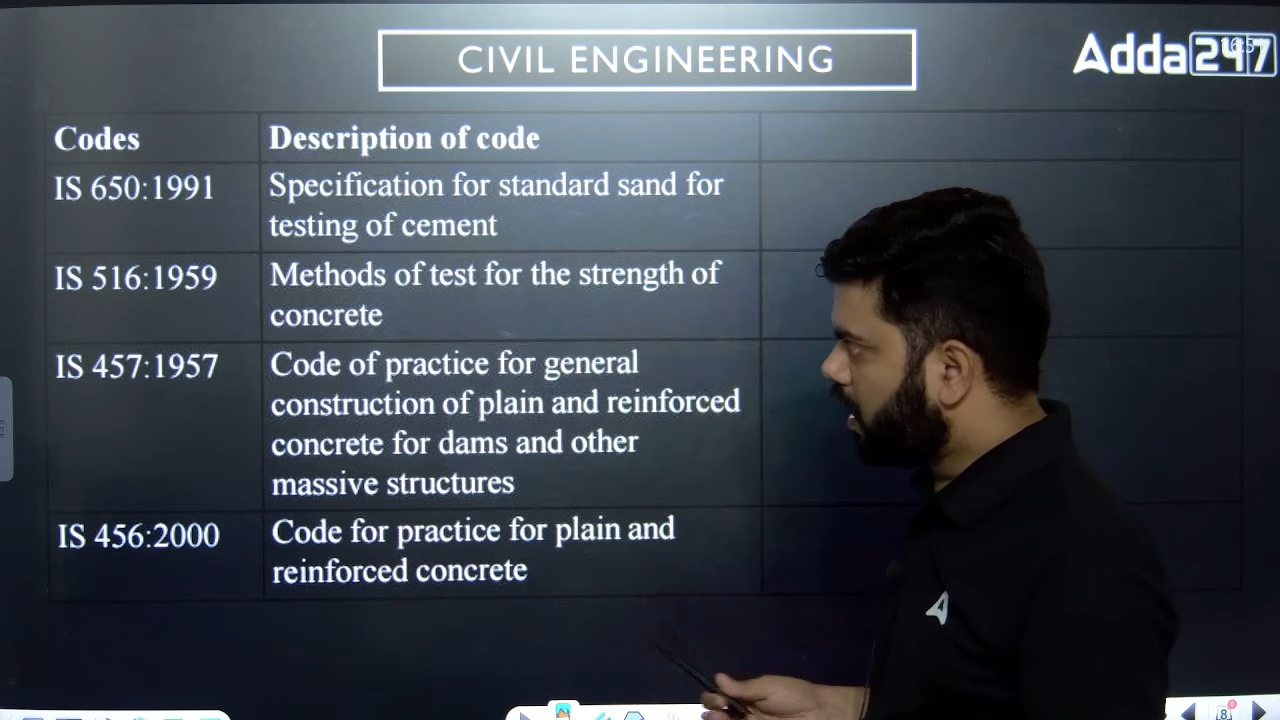 CIVIL ENGINEERING
Adda247
Codes
Description of code
IS 650:1991
Specification for standard sand for
testing of cement
IS 516:1959
Methods of test for the strength of
concrete
IS 457:1957
Code of practice for general
construction of plain and reinforced
concrete for dams and other
massive structures
IS 456:2000
Code for practice for plain and
reinforced concrete
8